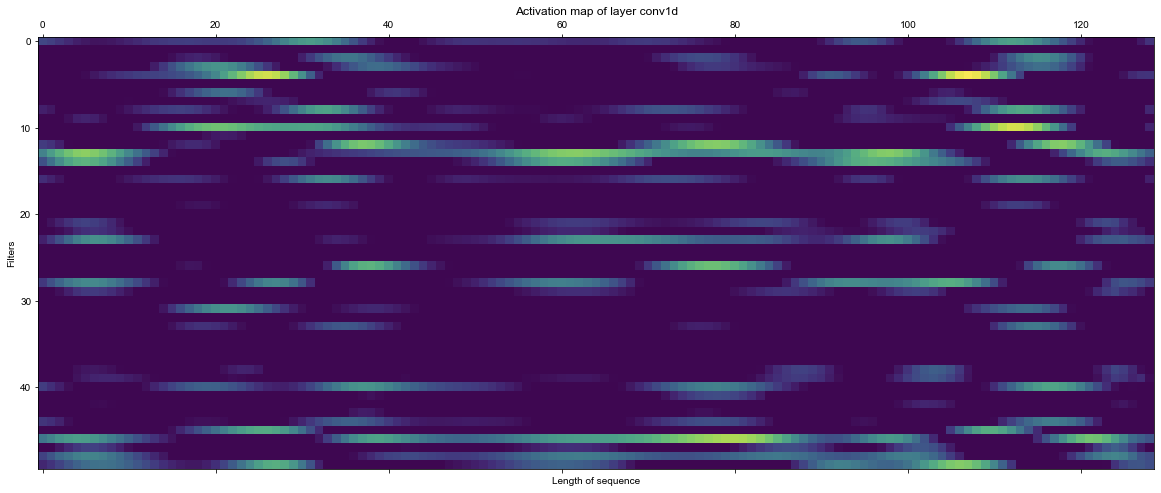 Activation map of layer conv1d
0 20 40 60 80 100 120
0
10
20
30
40
Filters
Length of sequence